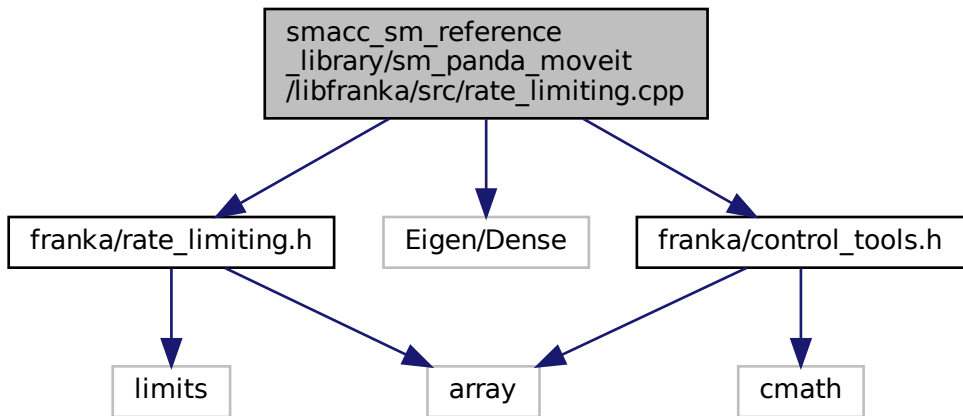 smacc_sm_reference
_library/sm_panda_moveit
/libfranka/src/rate_limiting.cpp
franka/rate_limiting.h
Eigen/Dense
franka/control_tools.h
limits
array
cmath